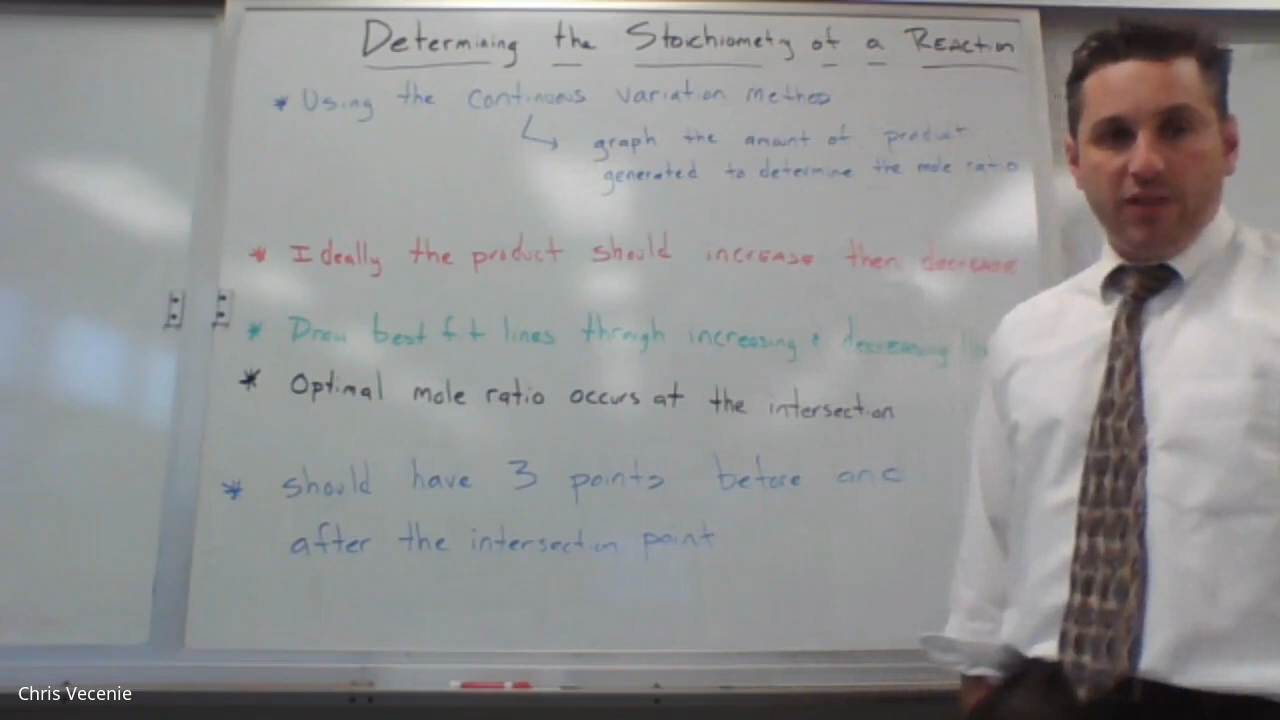 Determining the Stoichiomety of a Reaction
* Using the continuous variation method
graph the amount of product
generated to determine the mole ratio
* Ideally the product should increase then decrease
* Draw best fit lines through increasing + decreasing
* Optimal mole ratio occurs at the intersection
* should have 3 points before and
after the intersection point
Chris Vecenie